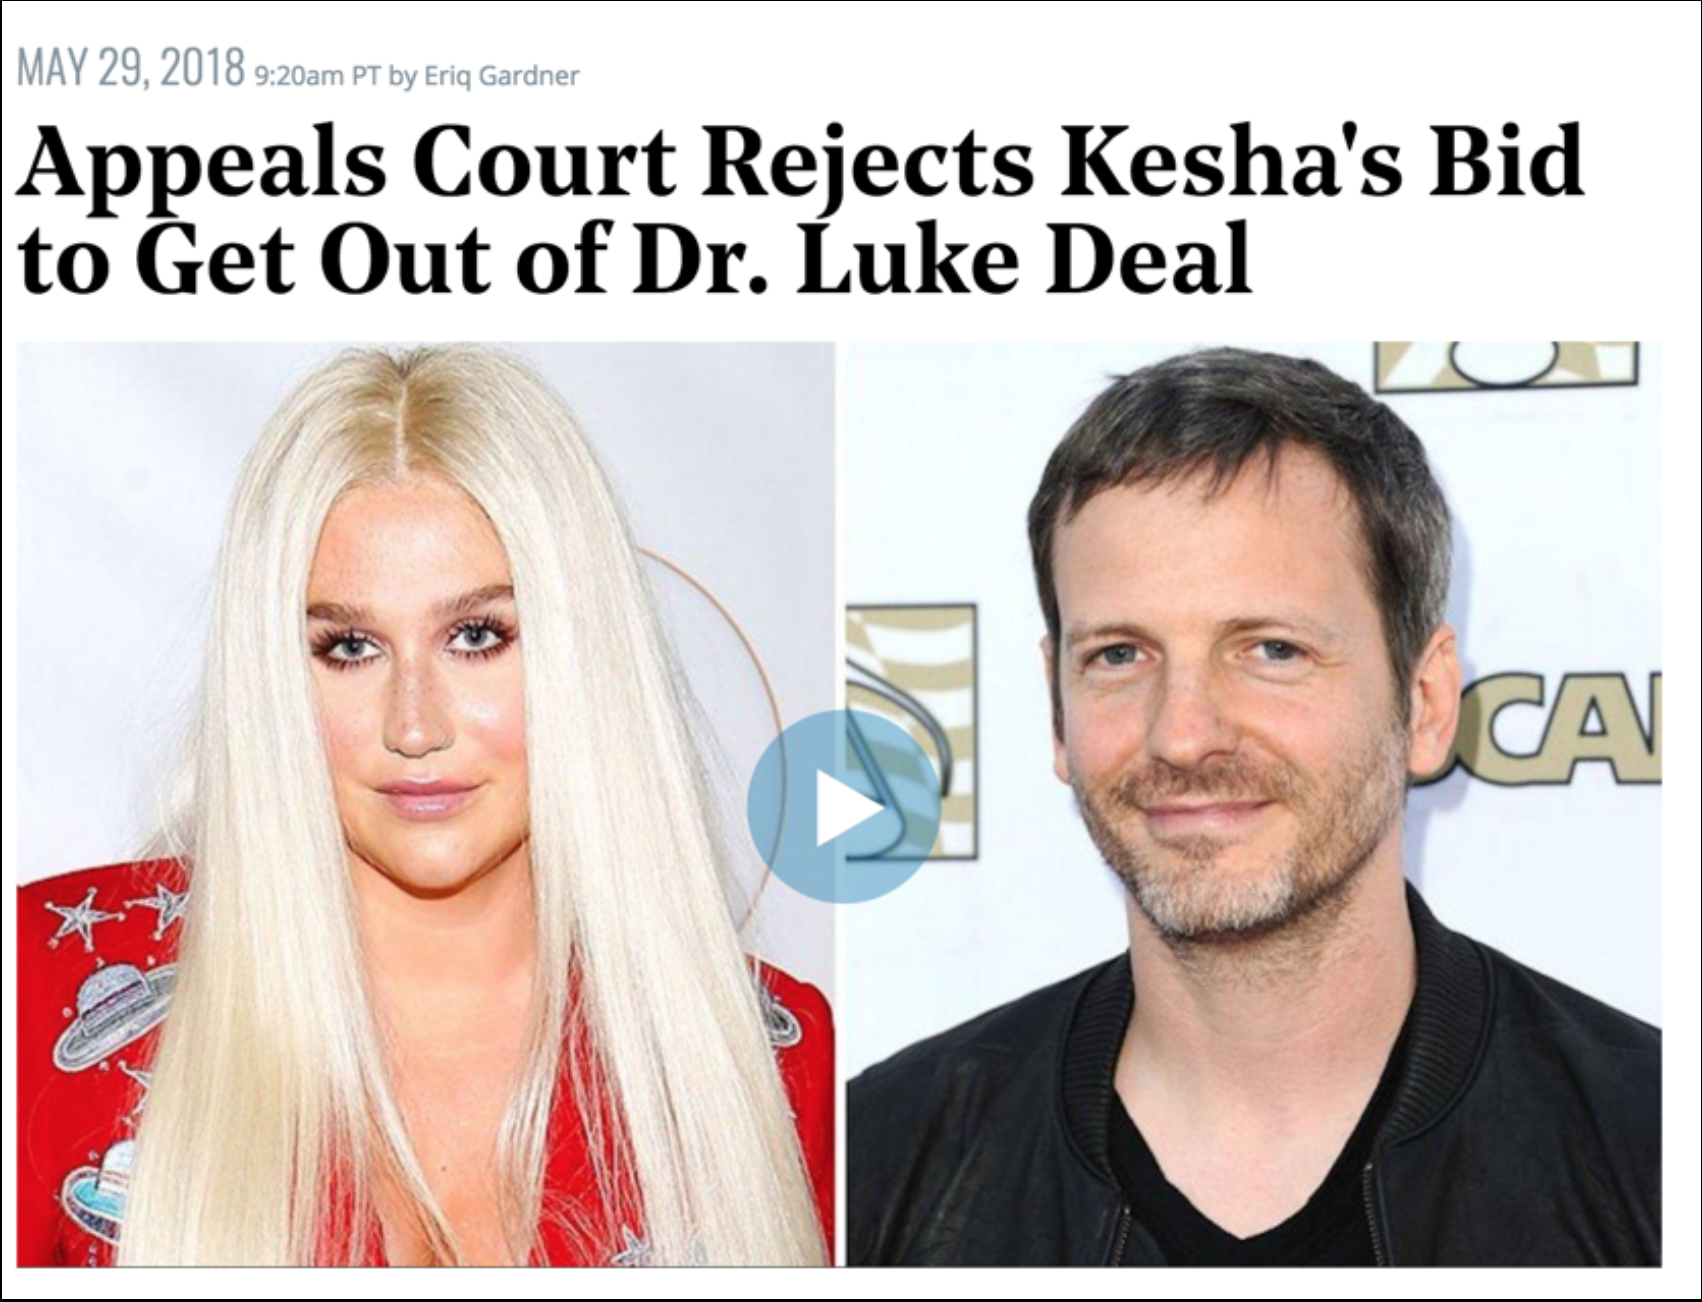 MAY 29, 2018 9:20am PT by Eriq Gardner
Appeals Court Rejects Kesha's Bid
to Get Out of Dr. Luke Deal
CA